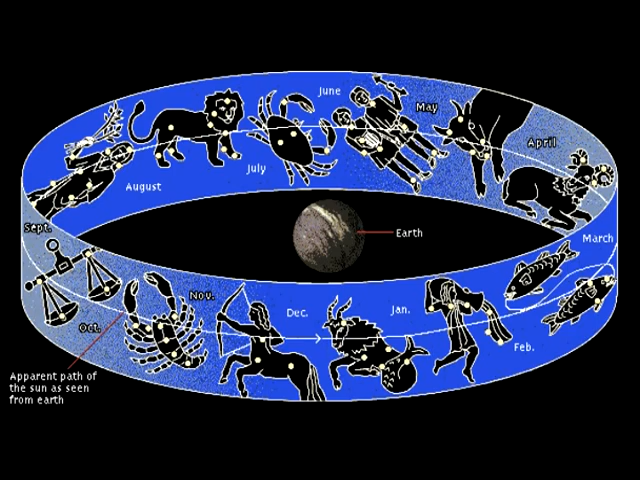 June
May
April
July
August
Sept.
Earth
March
Nov.
Dec.
Jan.
Oct.
Feb.
Apparent path of
the sun as seen
from earth